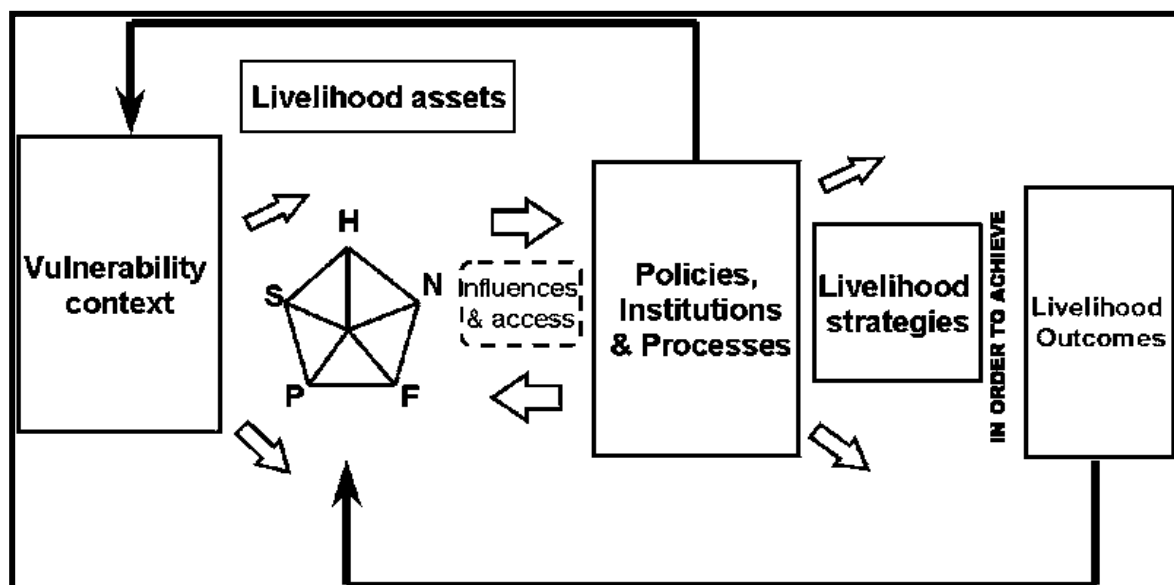 Livelihood assets
Vulnerability
context
H
S
N
P
F
Influences
& access
Policies,
Institutions
& Processes
Livelihood
strategies
IN ORDER TO ACHIEVE
Livelihood
Outcomes